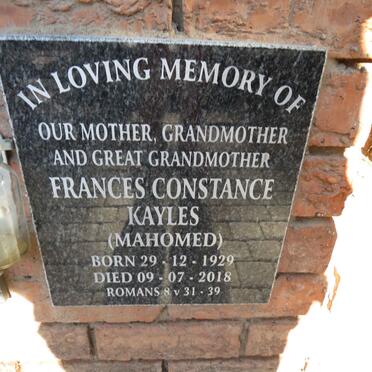 IN LOVING MEMORY OF
OUR MOTHER, GRANDMOTHER
AND GREAT GRANDMOTHER
FRANCES CONSTANCE
KAYLES
(MAHOMED)
BORN 29 - 12 - 1929
DIED 09 - 07 - 2018
ROMANS 8 v 31 - 39